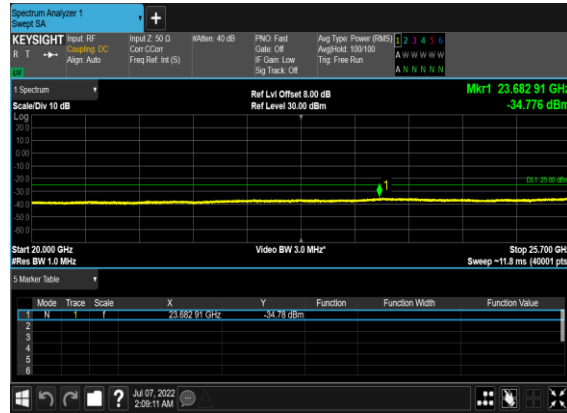 Spectrum Analyzer 1
Swept SA
+
KEYSIGHT Input: RF Input Z: 50 Ω #Atten: 40 dB PNO: Fast Avg Type: Power (RMS) 1 2 3 4 5 6
R T Coupling: DC Corr CCorr Gate: Off Avg|Hold: 100/100 A W W W W W
Align: Auto Freq Ref: Int (S) IF Gain: Low Trig: Free Run
LW Sig Track: Off A N N N N N
1 Spectrum Ref Lvl Offset 8.00 dB Mkr1 23.682 91 GHz
Scale/Div 10 dB Ref Level 30.00 dBm -34.776 dBm
Log
20.0
10.0
0.00
-10.0
-20.0
DL1 -25.00 dBm
-30.0
1
-40.0
-50.0
-60.0
Start 20.000 GHz Video BW 3.0 MHz* Stop 25.700 GHz
#Res BW 1.0 MHz Sweep ~11.8 ms (40001 pts)
5 Marker Table
Mode Trace Scale X Y Function Function Width Function Value
1 N 1 f 23.682 91 GHz -34.78 dBm
2
3
4
5
6
? Jul 07, 2022
2:09:11 AM